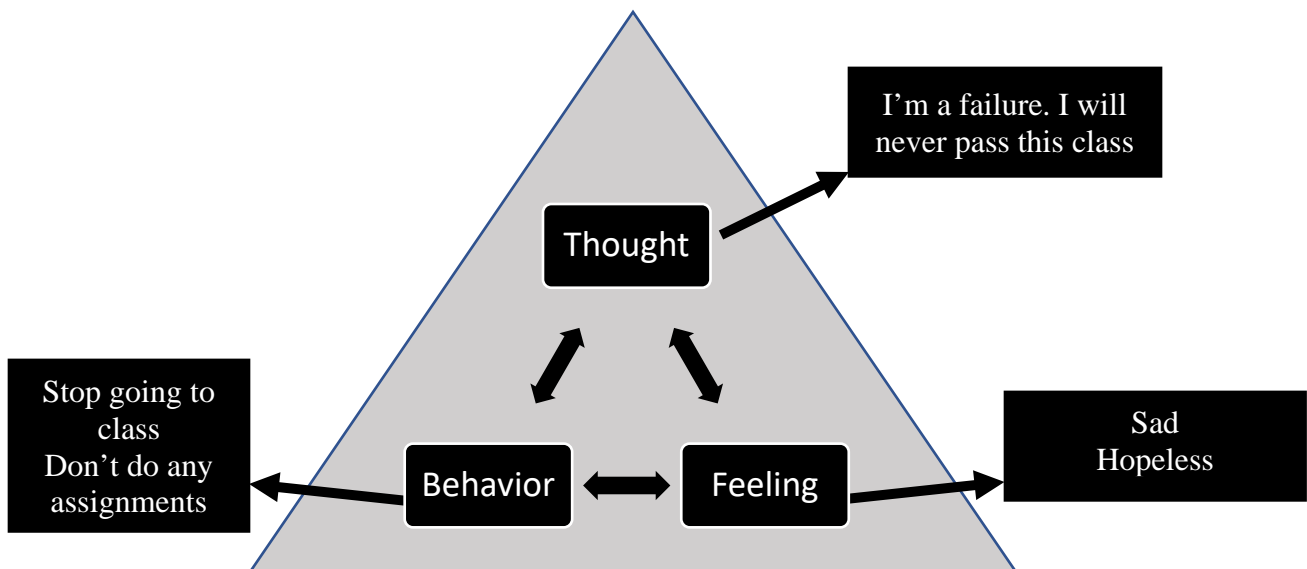 I’m a failure. I will
never pass this class
Thought
Stop going to
class
Don’t do any
assignments
Behavior
Feeling
Sad
Hopeless